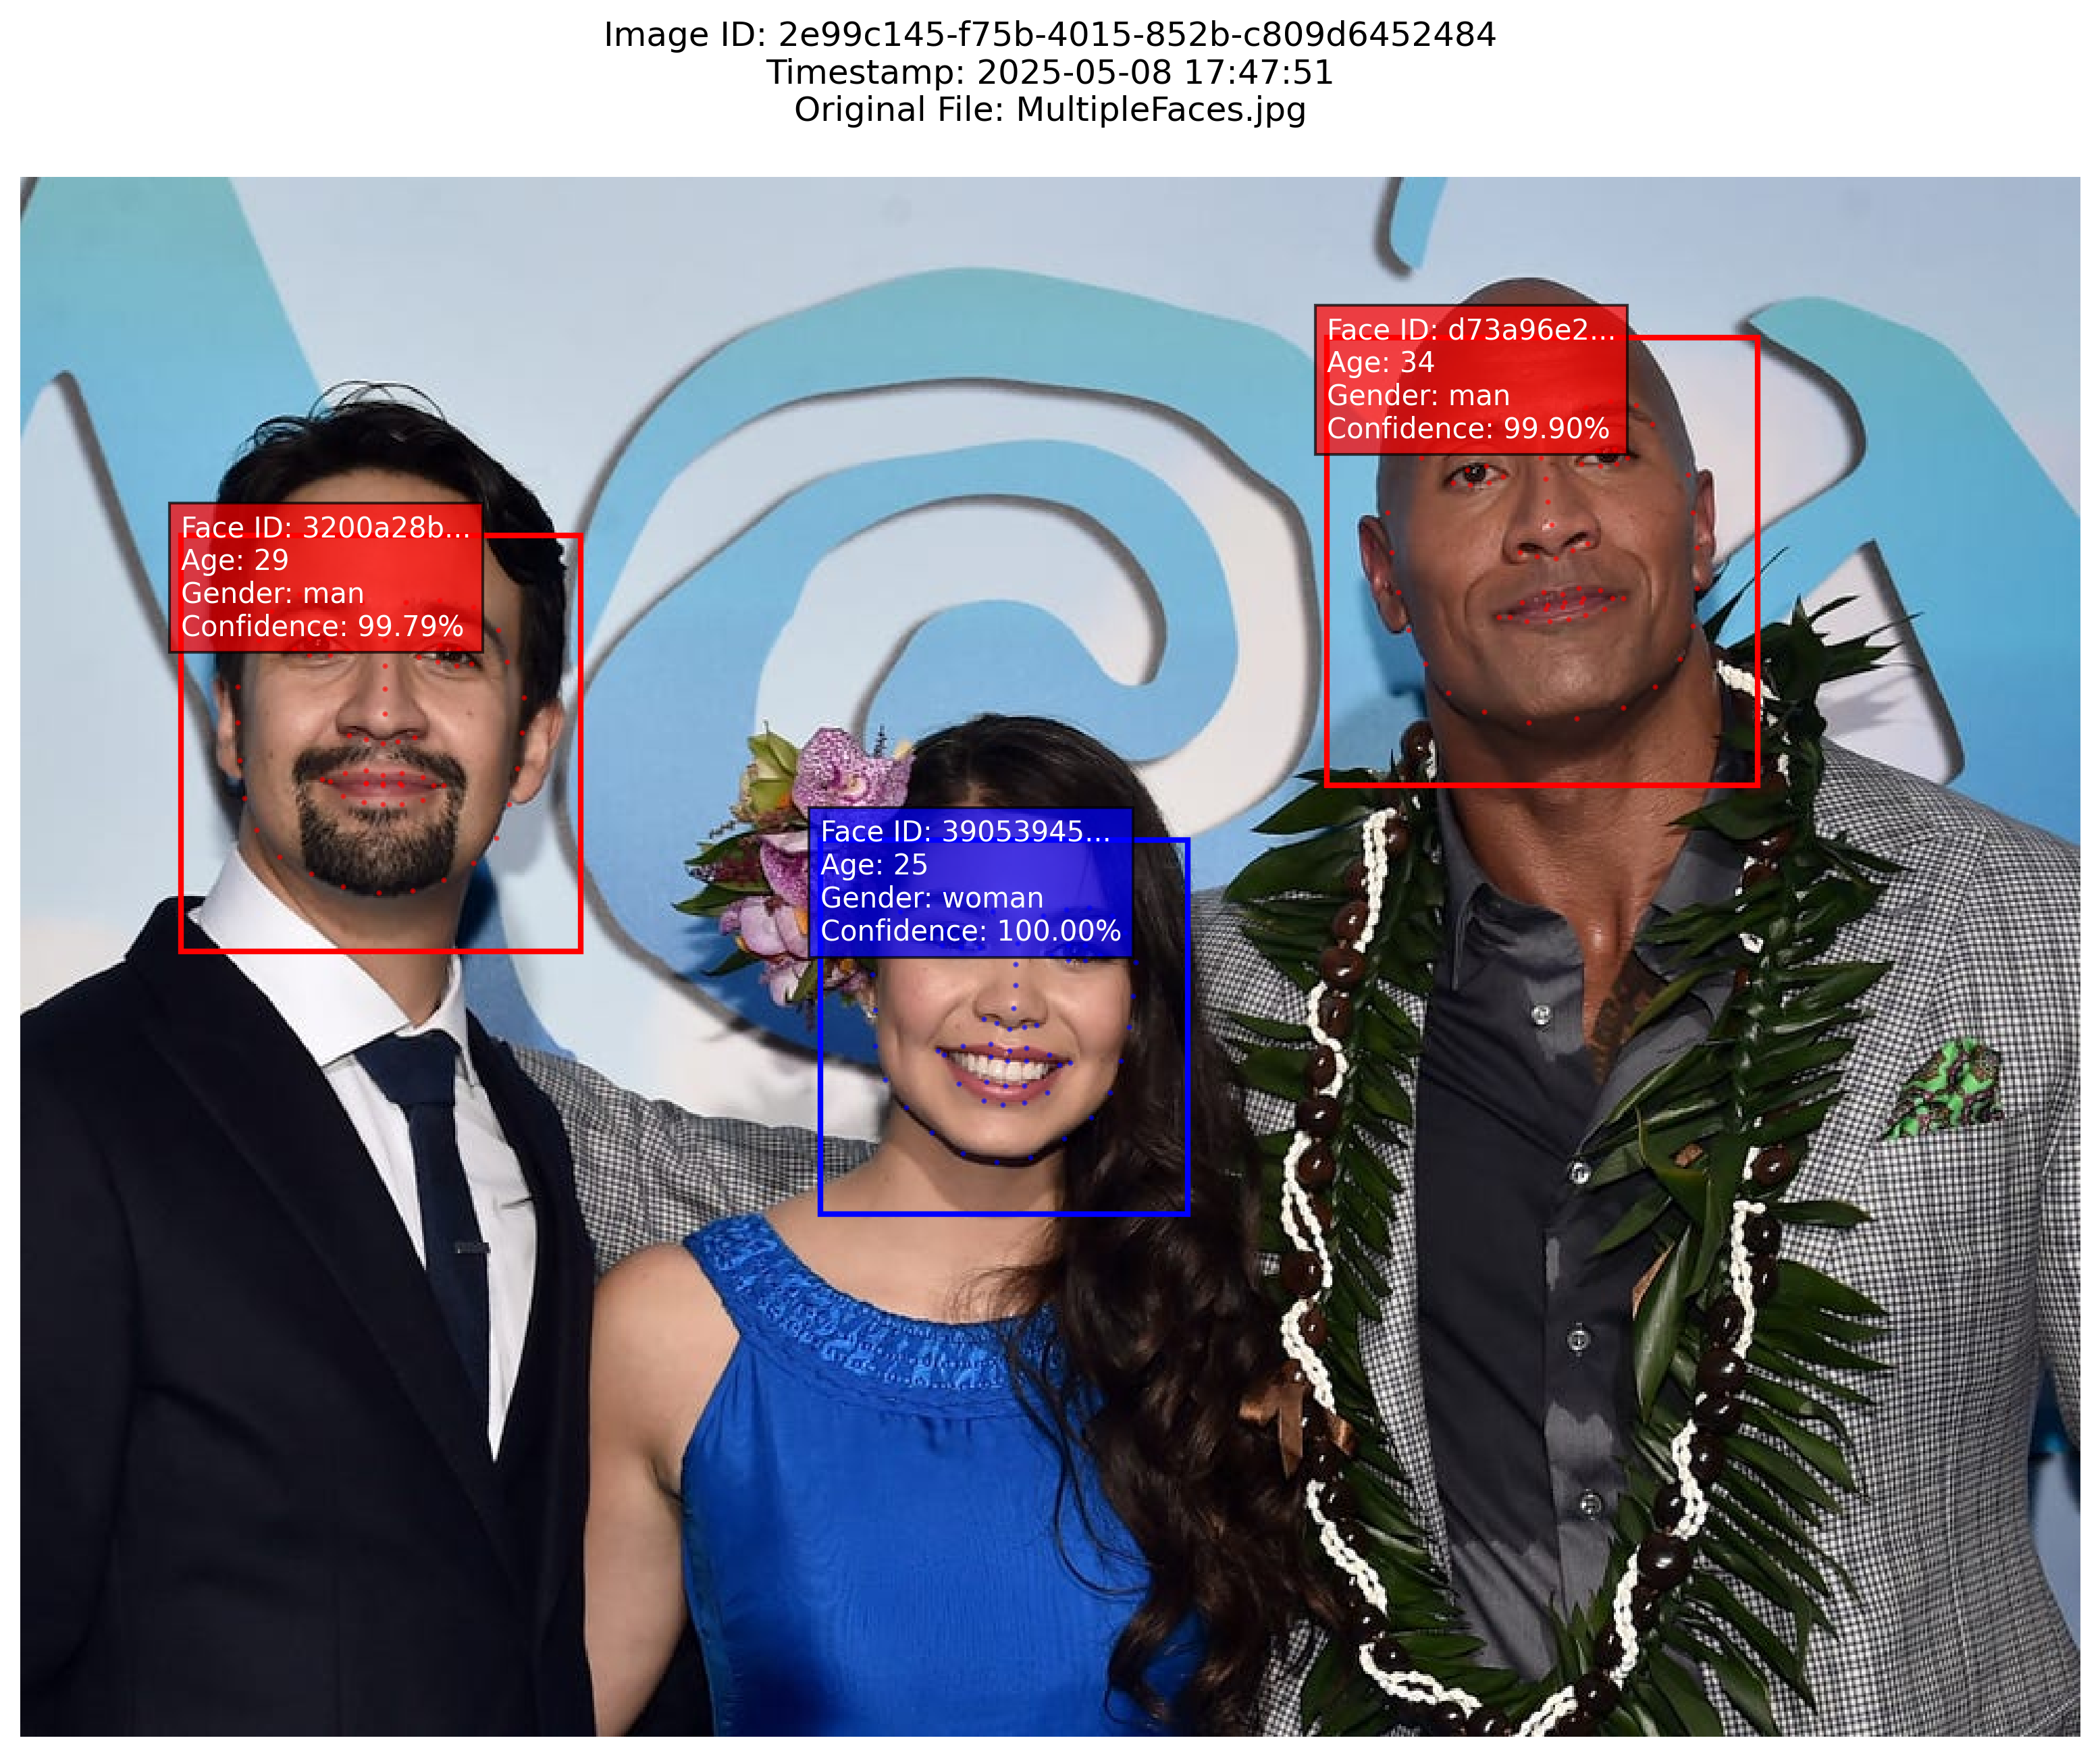 Image ID: 2e99c145-f75b-4015-852b-c809d6452484
Timestamp: 2025-05-08 17:47:51
Original File: MultipleFaces.jpg
Face ID: d73a96e2...
Age: 34
Gender: man
Confidence: 99.90%
Face ID: 3200a28b...
Age: 29
Gender: man
Confidence: 99.79%
Face ID: 39053945...
Age: 25
Gender: woman
Confidence: 100.00%